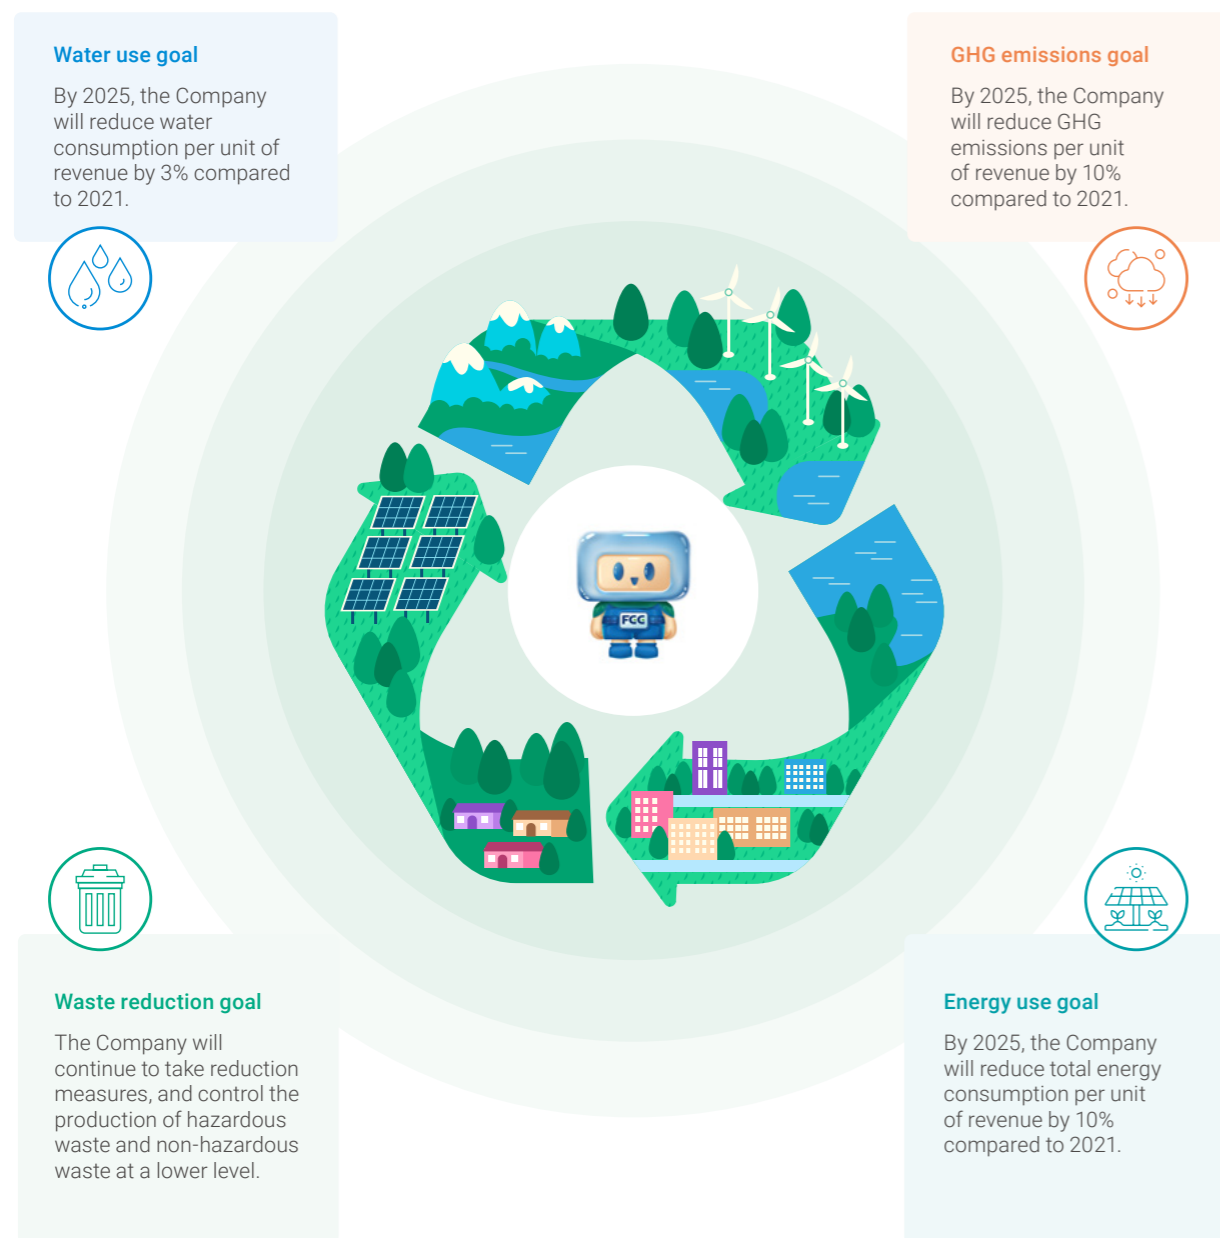 Water use goal
By 2025, the Company
will reduce water
consumption per unit of
revenue by 3% compared
to 2021.
GHG emissions goal
By 2025, the Company
will reduce GHG
emissions per unit
of revenue by 10%
compared to 2021.
FCC
Waste reduction goal
The Company will
continue to take reduction
measures, and control the
production of hazardous
waste and non-hazardous
waste at a lower level.
Energy use goal
By 2025, the Company
will reduce total energy
consumption per unit
of revenue by 10%
compared to 2021.